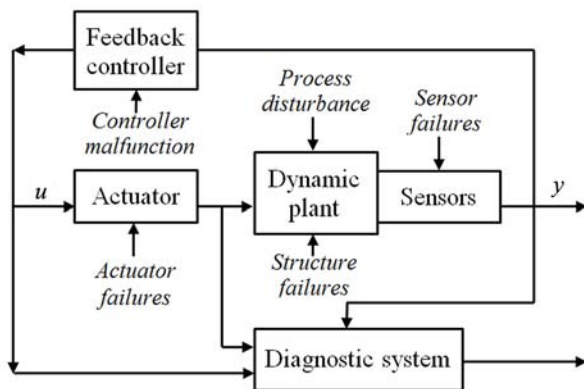 Feedback
controller
Process
disturbance
Sensor
failures
Controller
malfunction
u
Actuator
Dynamic
plant
Sensors
y
Actuator
failures
Structure
failures
Diagnostic system